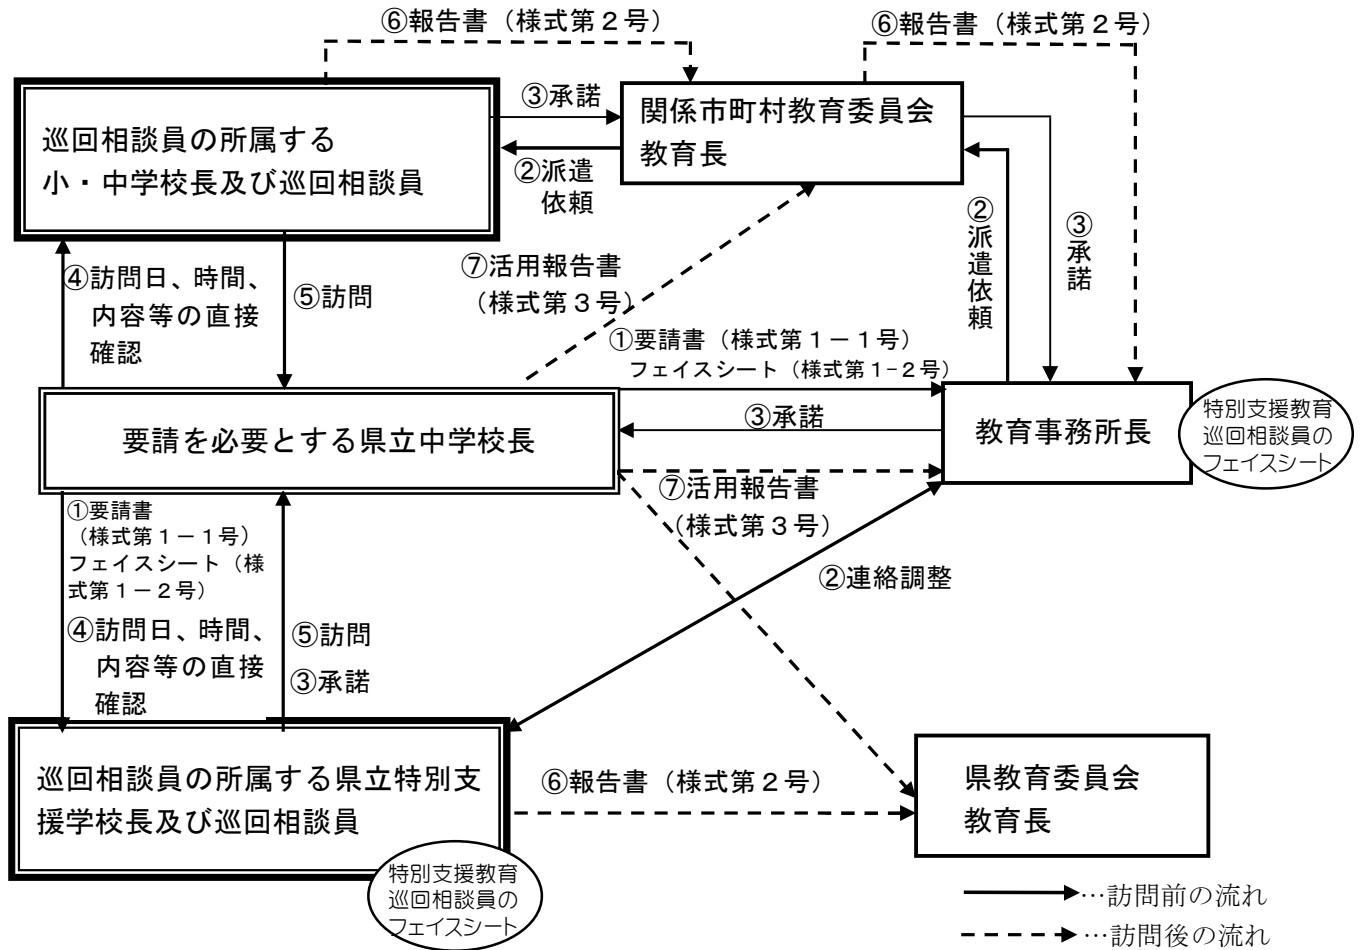 ⑥報告書（様式第２号）
⑥報告書（様式第２号）
巡回相談員の所属する
小・中学校長及び巡回相談員
③承諾
②派遣
依頼
関係市町村教育委員会
教育長
②派遣依頼
③承諾
④訪問日、時間、
内容等の直接
確認
⑤訪問
⑦活用報告書
（様式第３号）
①要請書（様式第１－１号）
フェイスシート（様式第１-２号）
要請を必要とする県立中学校長
③承諾
教育事務所長
特別支援教育
巡回相談員の
フェイスシート
⑦活用報告書
（様式第３号）
①要請書
（様式第１－１号）
フェイスシート（様
式第１－２号）
④訪問日、時間、
内容等の直接
確認
⑤訪問
③承諾
②連絡調整
巡回相談員の所属する県立特別支
援学校長及び巡回相談員
特別支援教育
巡回相談員の
フェイスシート
⑥報告書（様式第２号）
県教育委員会
教育長
…訪問前の流れ
…訪問後の流れ